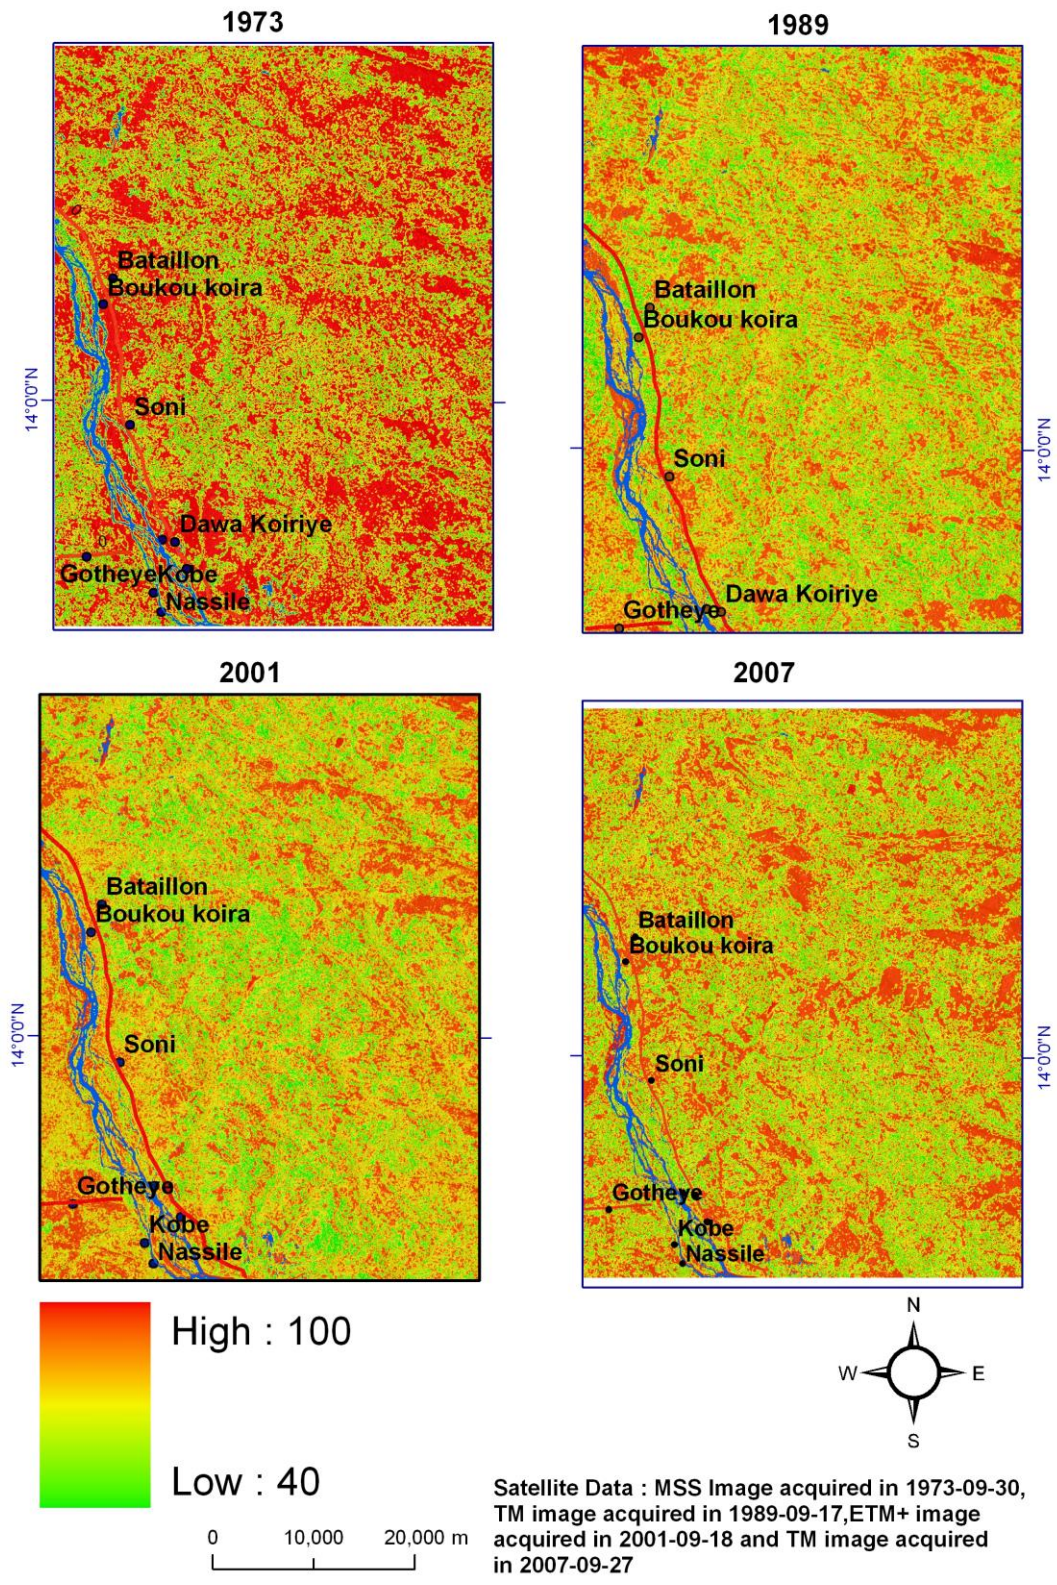 1973
1989
Bataillon
Boukou koira
Soni
Dawa Koiriye
GotheyeKobe
Nassile
0
0
14°0'0"N
Bataillon
Boukou koira
Soni
Dawa Koiriye
Gotheye
14°0'0"N
2001
2007
Bataillon
Boukou koira
Soni
Gotheye
Kobe
Nassile
14°0'0"N
Bataillon
Boukou koira
Soni
Gotheye
Kobe
Nassile
14°0'0"N
High : 100
Low : 40
N
W
E
S
0 10,000 20,000 m
Satellite Data : MSS Image acquired in 1973-09-30,
TM image acquired in 1989-09-17,ETM+ image
acquired in 2001-09-18 and TM image acquired
in 2007-09-27